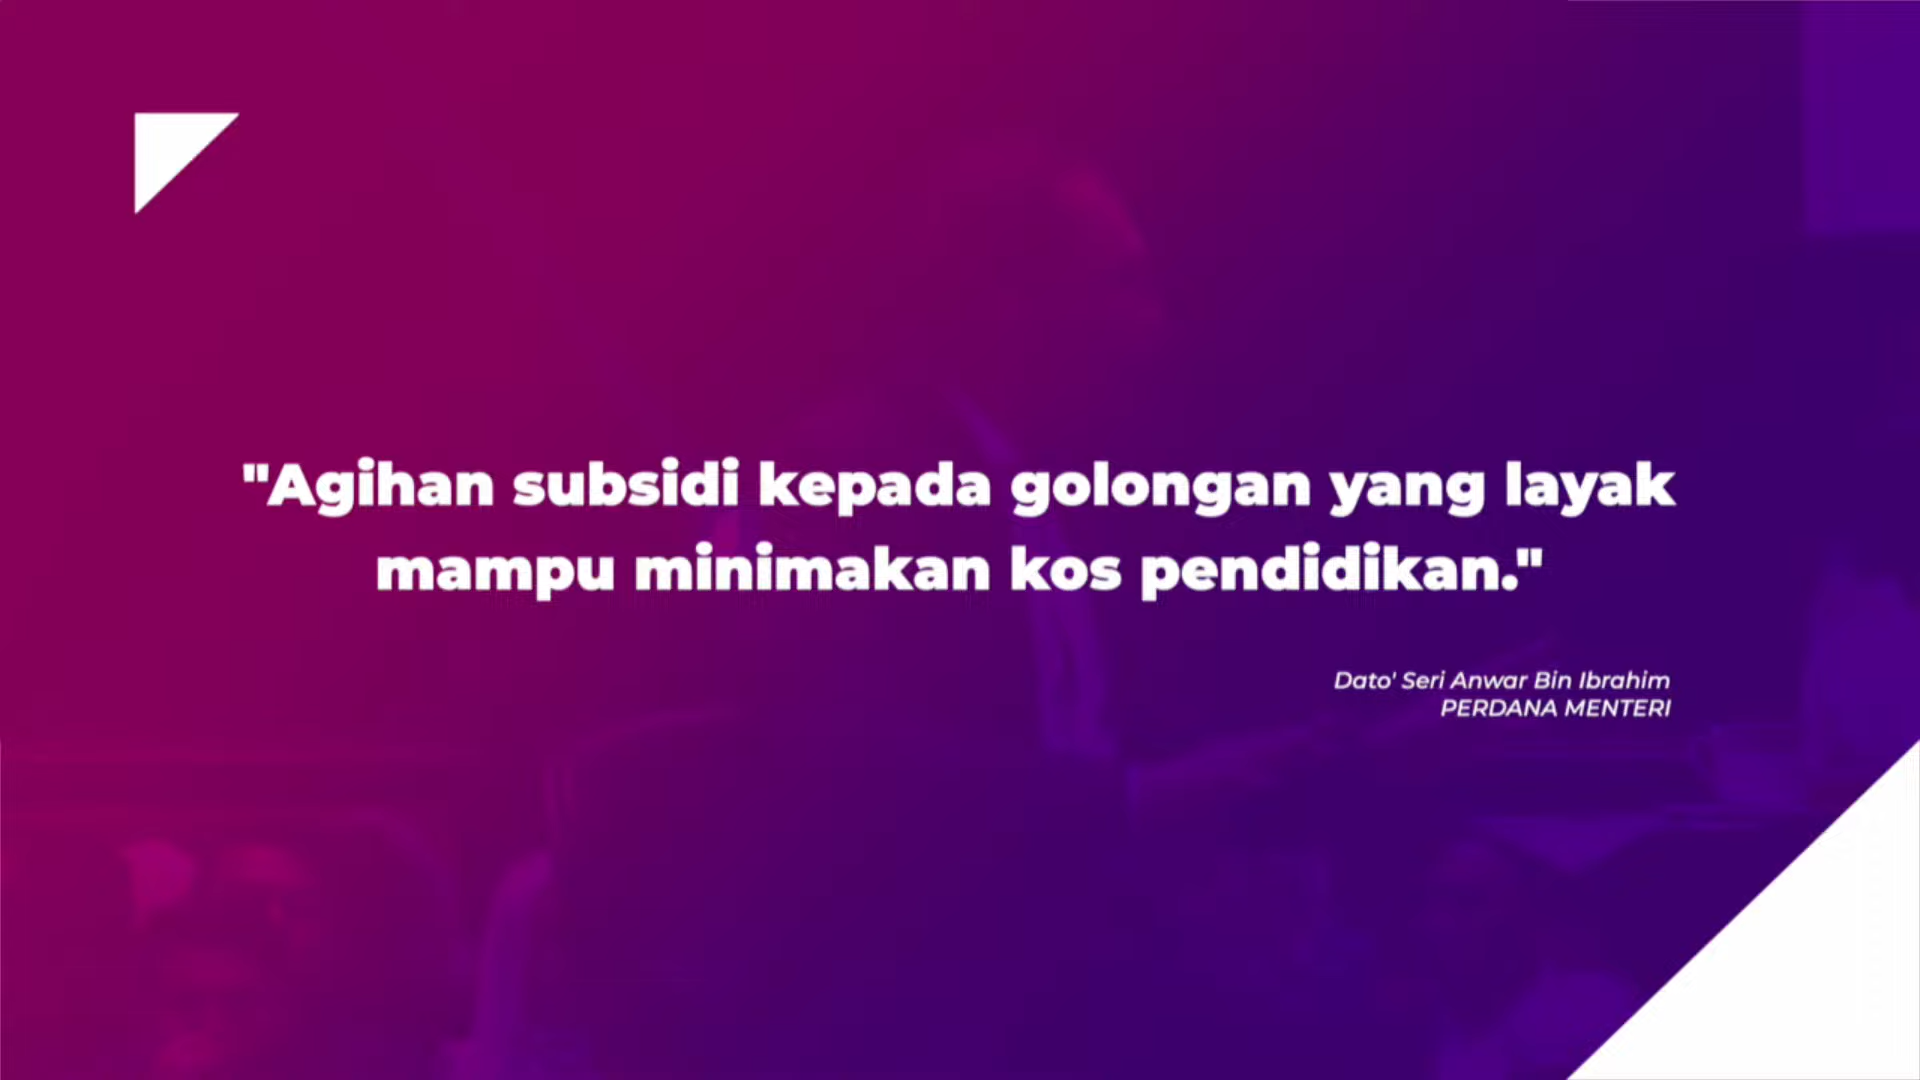 "Agihan subsidi kepada golongan yang layak
mampu minimakan kos pendidikan."
Dato' Seri Anwar Bin Ibrahim
PERDANA MENTERI